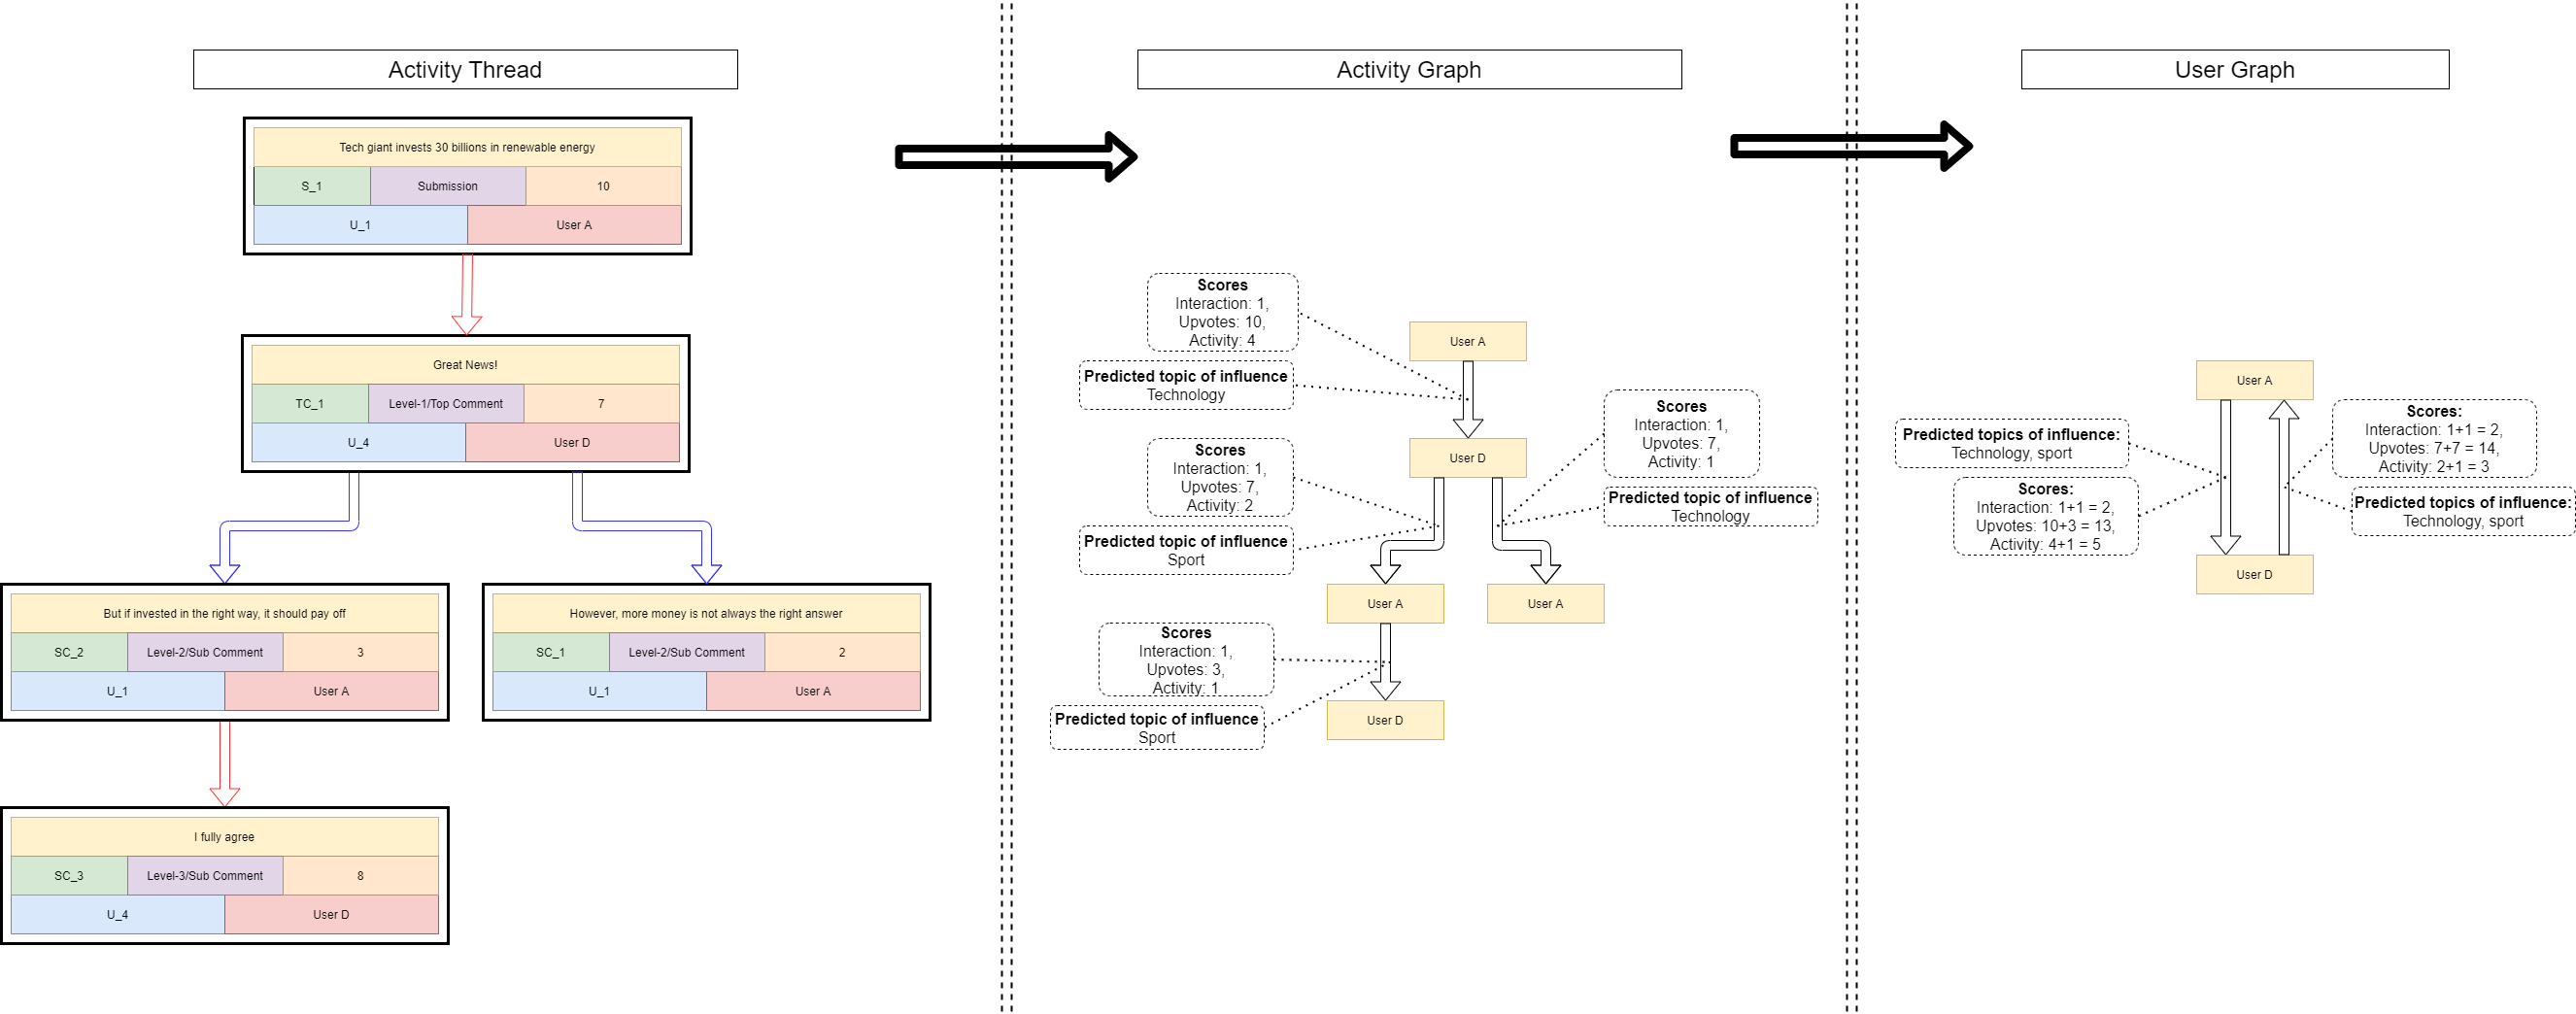 Activity Thread
Tech giant invests 30 billions in renewable energy
S_1
Submission
10
U_1
User A
Great News!
TC_1
Level-1/Top Comment
7
U_4
User D
But if invested in the right way, it should pay off
SC_2
Level-2/Sub Comment
3
U_1
User A
However, more money is not always the right answer
SC_1
Level-2/Sub Comment
2
U_1
User A
I fully agree
SC_3
Level-3/Sub Comment
8
U_4
User D
Activity Graph
Scores
Interaction: 1,
Upvotes: 10,
Activity: 4
Predicted topic of influence
Technology
User A
User D
Scores
Interaction: 1,
Upvotes: 7,
Activity: 2
Predicted topic of influence
Sport
Scores
Interaction: 1,
Upvotes: 7,
Activity: 1
Predicted topic of influence
Technology
User A
User A
Scores
Interaction: 1,
Upvotes: 3,
Activity: 1
Predicted topic of influence
Sport
User D
User Graph
User A
Predicted topics of influence:
Technology, sport
Scores:
Interaction: 1+1 = 2,
Upvotes: 10+3 = 13,
Activity: 4+1 = 5
Scores:
Interaction: 1+1 = 2,
Upvotes: 7+7 = 14,
Activity: 2+1 = 3
Predicted topics of influence:
Technology, sport
User D